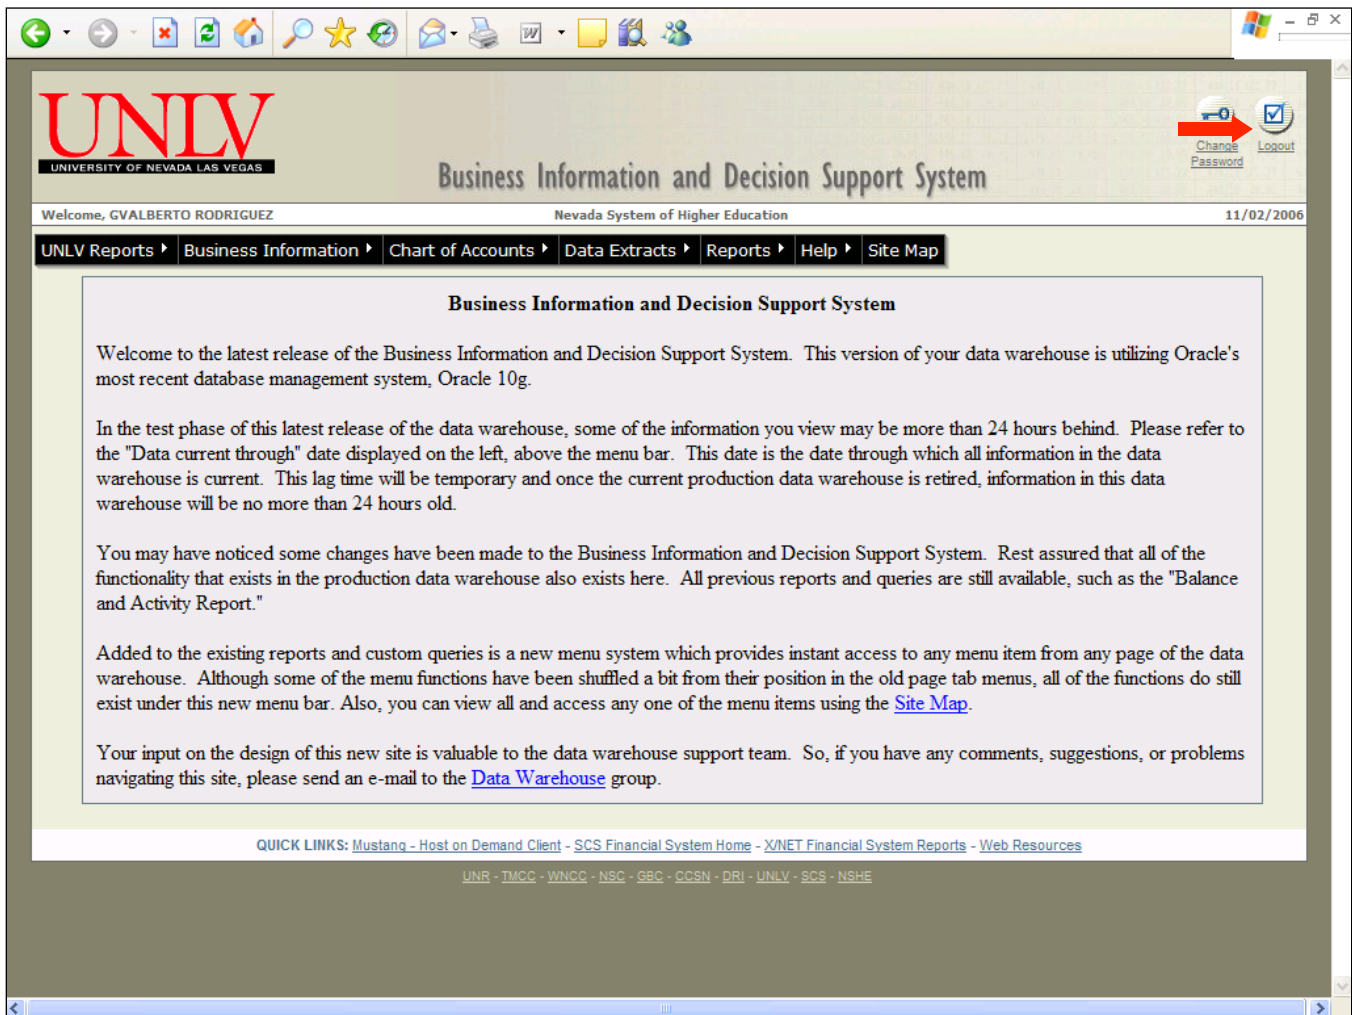 UNLV
UNIVERSITY OF NEVADA LAS VEGAS
Business Information and Decision Support System
Change Password
Logout
Welcome, GVALBERTO RODRIGUEZ
Nevada System of Higher Education
11/02/2006
UNLV Reports Business Information Chart of Accounts Data Extracts Reports Help Site Map
Business Information and Decision Support System
Welcome to the latest release of the Business Information and Decision Support System. This version of your data warehouse is utilizing Oracle's
most recent database management system, Oracle 10g.
In the test phase of this latest release of the data warehouse, some of the information you view may be more than 24 hours behind. Please refer to
the "Data current through" date displayed on the left, above the menu bar. This date is the date through which all information in the data
warehouse is current. This lag time will be temporary and once the current production data warehouse is retired, information in this data
warehouse will be no more than 24 hours old.
You may have noticed some changes have been made to the Business Information and Decision Support System. Rest assured that all of the
functionality that exists in the production data warehouse also exists here. All previous reports and queries are still available, such as the "Balance
and Activity Report."
Added to the existing reports and custom queries is a new menu system which provides instant access to any menu item from any page of the data
warehouse. Although some of the menu functions have been shuffled a bit from their position in the old page tab menus, all of the functions do still
exist under this new menu bar. Also, you can view all and access any one of the menu items using the Site Map.
Your input on the design of this new site is valuable to the data warehouse support team. So, if you have any comments, suggestions, or problems
navigating this site, please send an e-mail to the Data Warehouse group.
QUICK LINKS: Mustang - Host on Demand Client - SCS Financial System Home - X/NET Financial System Reports - Web Resources
UNR - TMCC - WNCC - NSC - GBC - CCSN - DRI - UNLV - SCS - NSHE